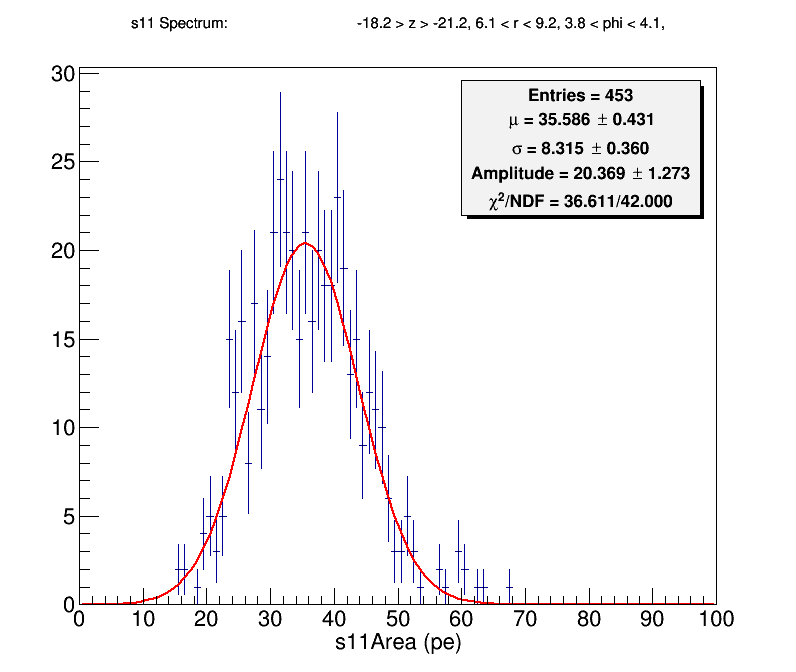 s11 Spectrum: -18.2 > z > -21.2, 6.1 < r < 9.2, 3.8 < phi < 4.1,
Entries = 453
μ = 35.586 ± 0.431
σ = 8.315 ± 0.360
Amplitude = 20.369 ± 1.273
χ²/NDF = 36.611/42.000
30
25
20
15
10
5
0
0 10 20 30 40 50 60 70 80 90 100
s11Area (pe)